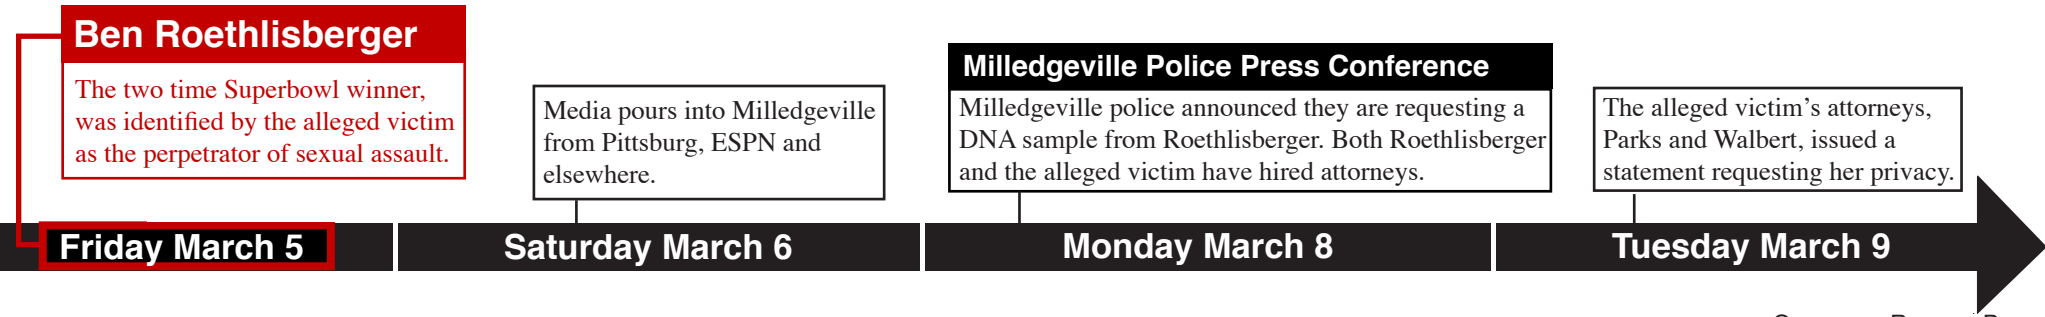 Ben Roethlisberger
The two time Superbowl winner,
was identified by the alleged victim
as the perpetrator of sexual assault.
Friday March 5
Media pours into Milledgeville
from Pittsburg, ESPN and
elsewhere.
Saturday March 6
Milledgeville Police Press Conference
Milledgeville police announced they are requesting a
DNA sample from Roethlisberger. Both Roethlisberger
and the alleged victim have hired attorneys.
Monday March 8
The alleged victim’s attorneys,
Parks and Walbert, issued a
statement requesting her privacy.
Tuesday March 9